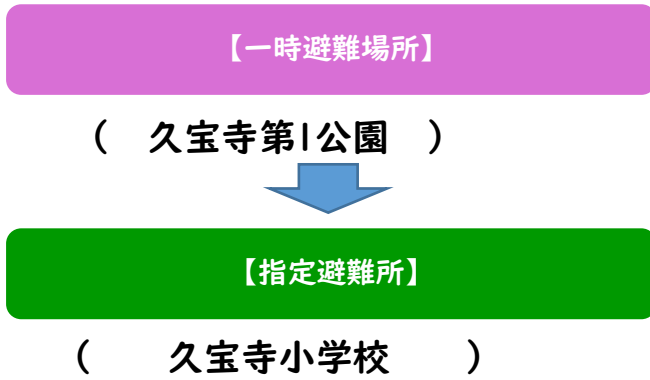 【一時避難場所】
（　久宝寺第1公園　）
【指定避難所】
（　　久宝寺小学校　　）